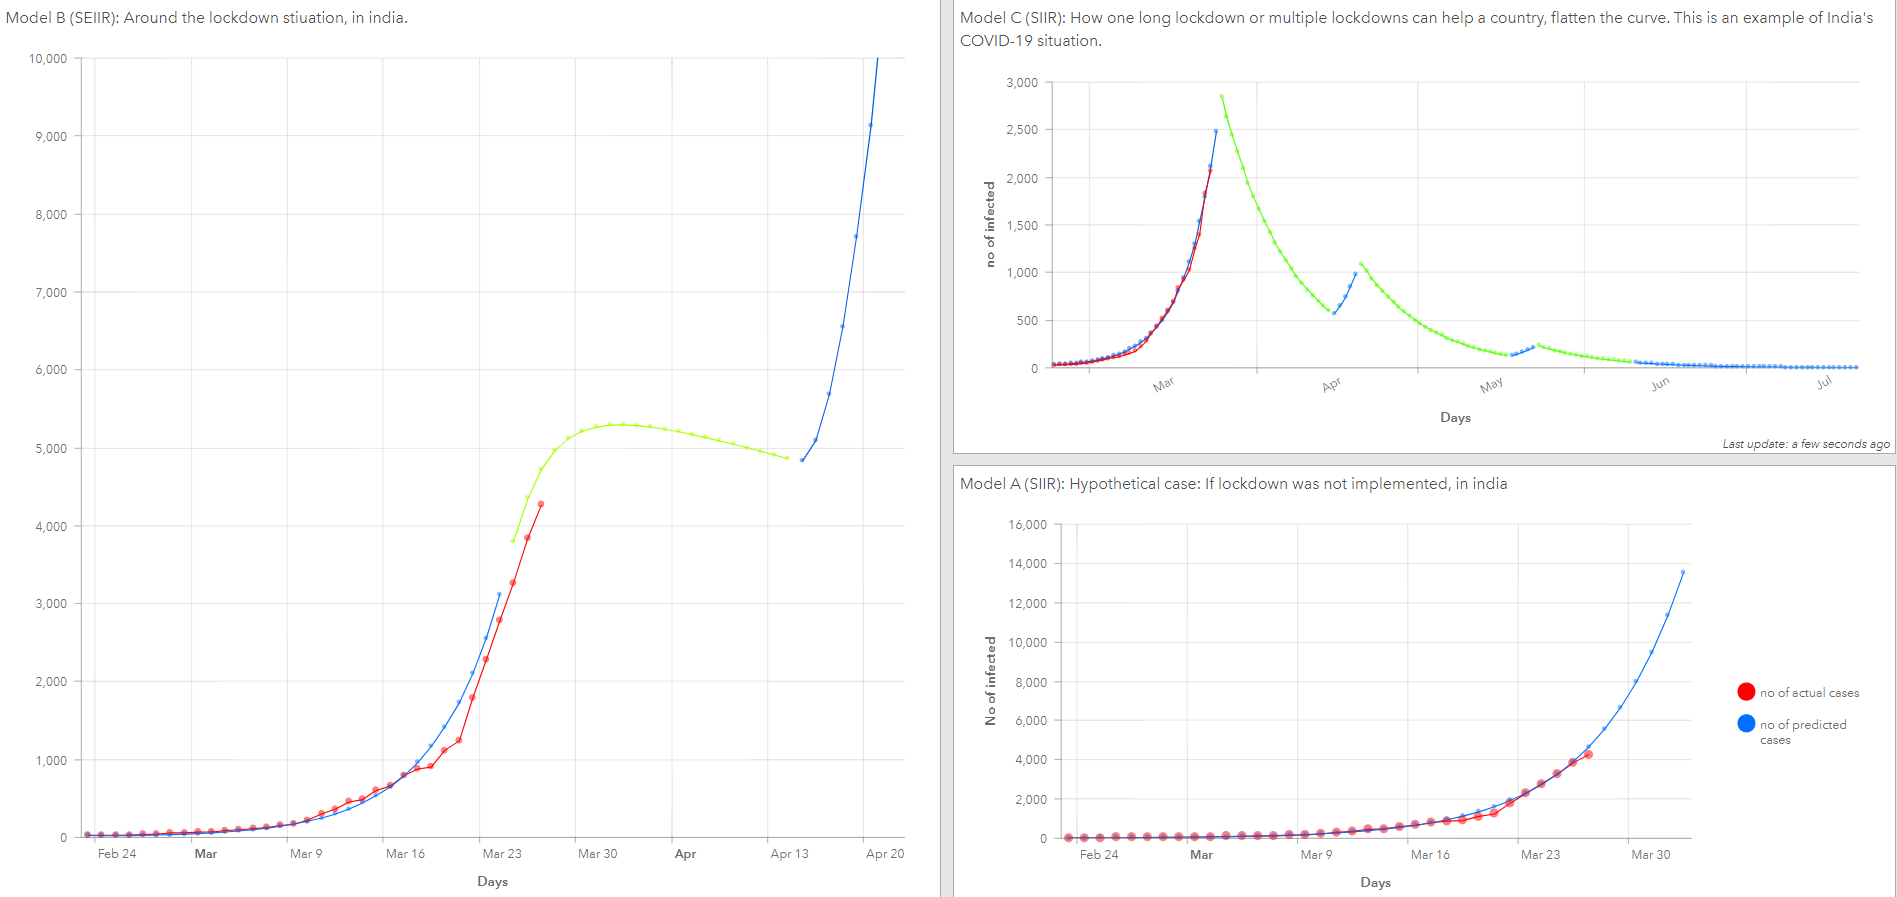 Model B (SEIIR): Around the lockdown stiuation, in india.
10,000
9,000
8,000
7,000
6,000
5,000
4,000
3,000
2,000
1,000
0
Feb 24
Mar
Mar 9
Mar 16
Mar 23
Mar 30
Apr
Apr 13
Apr 20
Days
Model C (SIIR): How one long lockdown or multiple lockdowns can help a country, flatten the curve. This is an example of India's
COVID-19 situation.
no of infected
3,000
2,500
2,000
1,500
1,000
500
0
Mar
Apr
May
Jun
Jul
Days
Last update: a few seconds ago
Model A (SIIR): Hypothetical case: If lockdown was not implemented, in india
No of infected
16,000
14,000
12,000
10,000
8,000
6,000
4,000
2,000
0
Feb 24
Mar
Mar 9
Mar 16
Mar 23
Mar 30
Days
no of actual cases
no of predicted
cases